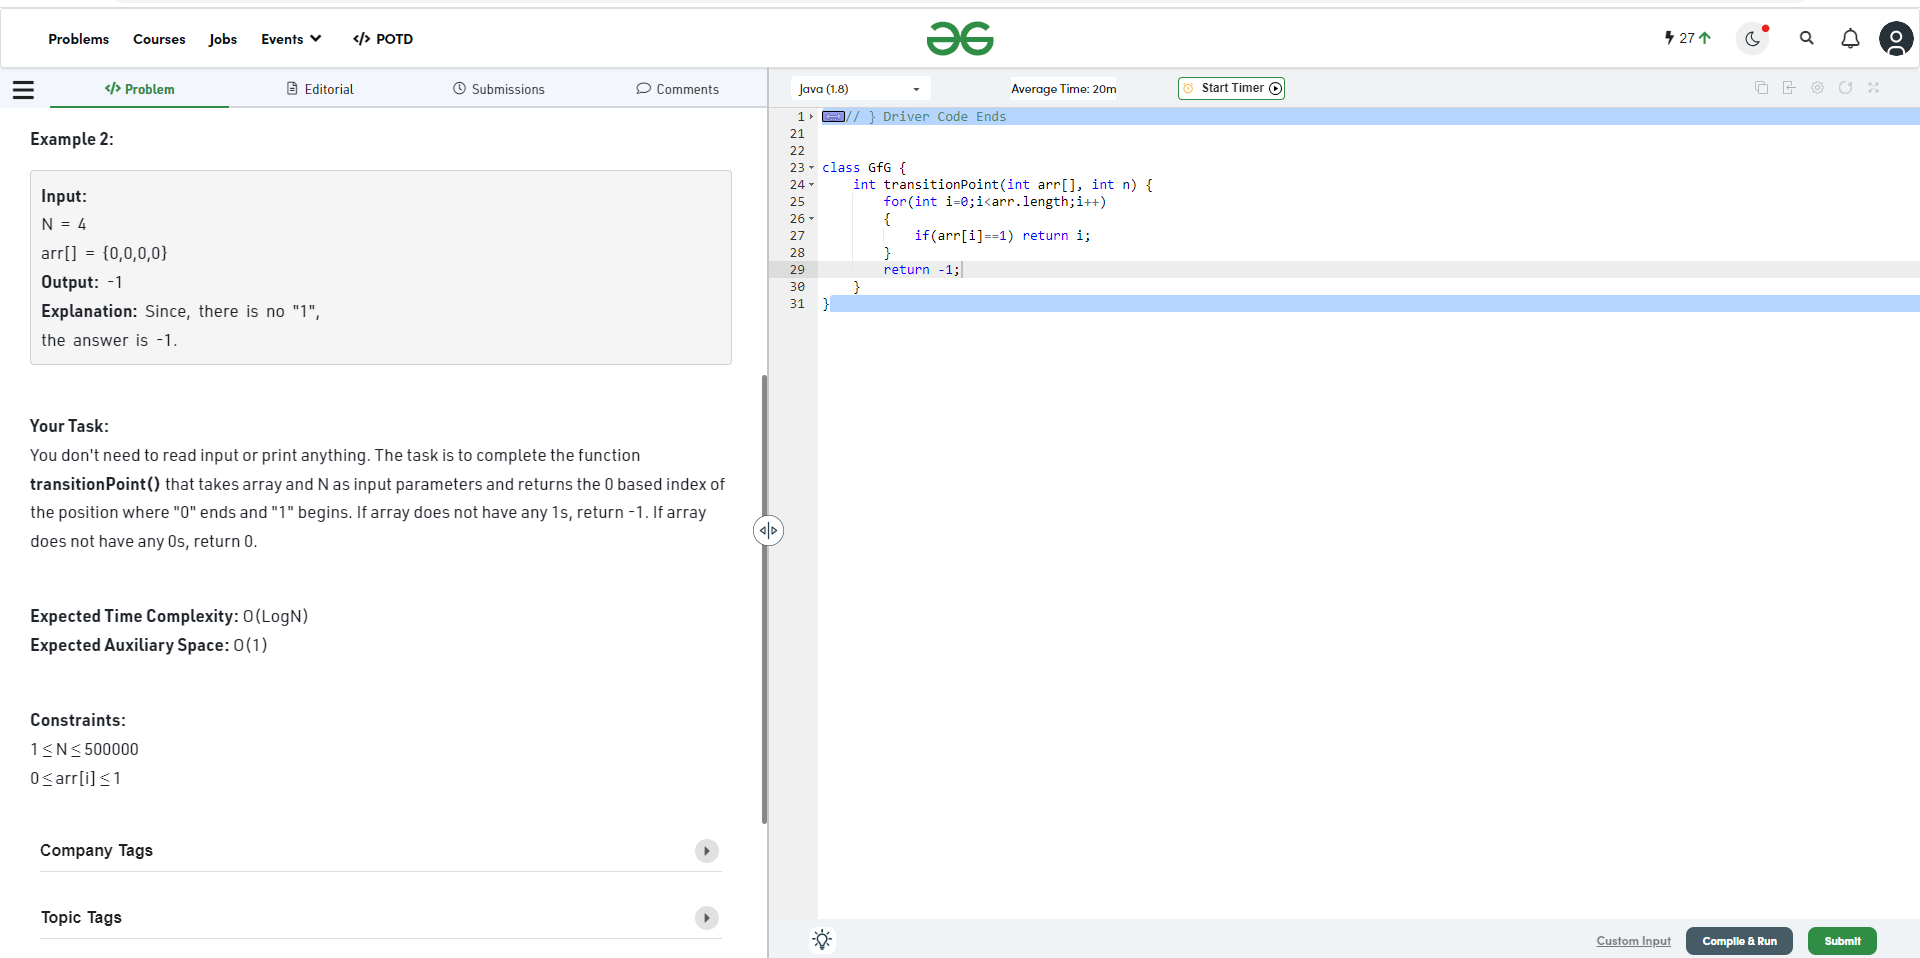 Problems Courses Jobs Events </> POTD
27
</> Problem Editorial Submissions Comments
Example 2:
Input:
N = 4
arr[] = {0,0,0,0}
Output: -1
Explanation: Since, there is no "1",
the answer is -1.
Your Task:
You don't need to read input or print anything. The task is to complete the function
transitionPoint() that takes array and N as input parameters and returns the 0 based index of
the position where "0" ends and "1" begins. If array does not have any 1s, return -1. If array
does not have any 0s, return 0.
Expected Time Complexity: O(LogN)
Expected Auxiliary Space: O(1)
Constraints:
1 ≤ N ≤ 500000
0 ≤ arr[i] ≤ 1
Company Tags
Topic Tags
Java (1.8) Average Time: 20m Start Timer
1 // } Driver Code Ends
21
22
23 class GfG {
24 int transitionPoint(int arr[], int n) {
25 for(int i=0;i<arr.length;i++)
26 {
27 if(arr[i]==1) return i;
28 }
29 return -1;
30 }
31 }
Custom Input Compile & Run Submit